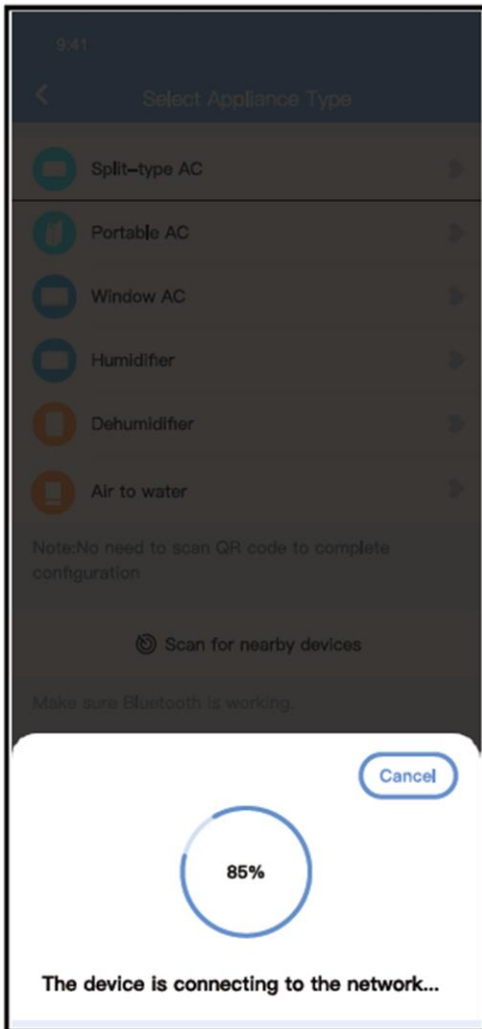 9:41
Select Appliance Type
Split-type AC
Portable AC
Window AC
Humidifier
Dehumidifier
Air to water
Note:No need to scan QR code to complete
configuration
Scan for nearby devices
Make sure Bluetooth is working.
Cancel
85%
The device is connecting to the network...